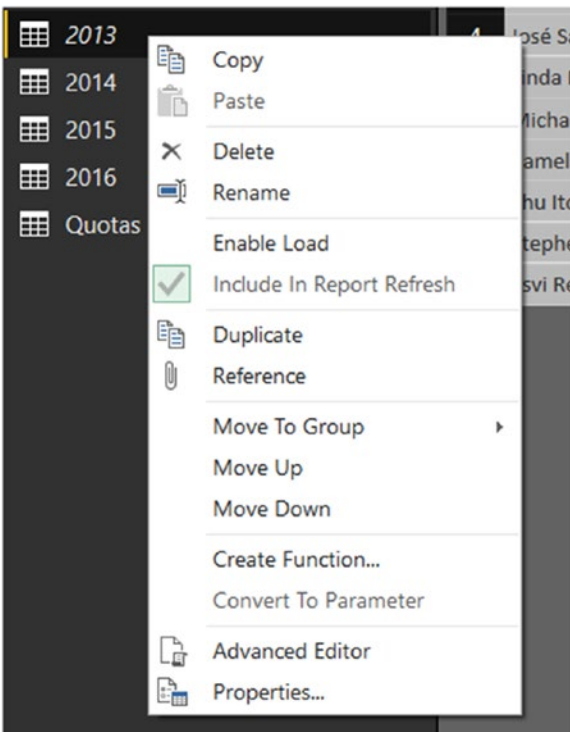 2013
2014
2015
2016
Quotas
Copy
Paste
Delete
Rename
Enable Load
Include In Report Refresh
Duplicate
Reference
Move To Group
Move Up
Move Down
Create Function...
Convert To Parameter
Advanced Editor
Properties...
José